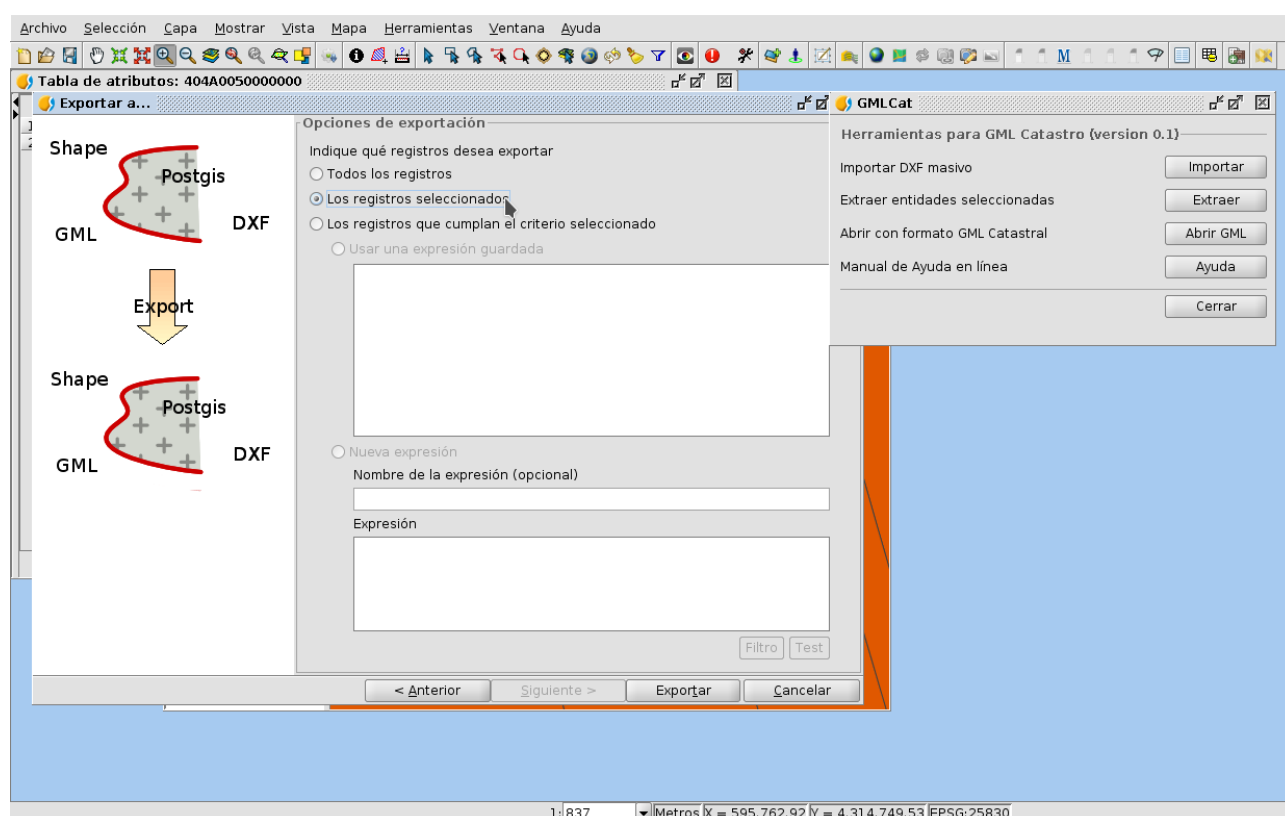 Archivo Selección Capa Mostrar Vista Mapa Herramientas Ventana Ayuda
M
Tabla de atributos: 404A0050000000
Exportar a...
Shape
Postgis
DXF
GML
Export
Shape
Postgis
DXF
GML
Opciones de exportación
Indique qué registros desea exportar
Todos los registros
Los registros seleccionados
Los registros que cumplan el criterio seleccionado
Usar una expresión guardada
Nueva expresión
Nombre de la expresión (opcional)
Expresión
Filtro Test
< Anterior Siguiente > Exportar Cancelar
GMLCat
Herramientas para GML Catastro (version 0.1)
Importar DXF masivo Importar
Extraer entidades seleccionadas Extraer
Abrir con formato GML Catastral Abrir GML
Manual de Ayuda en línea Ayuda
Cerrar
1: 837 Metros X = 595.762,92 Y = 4.314.749,53 EPSG:25830